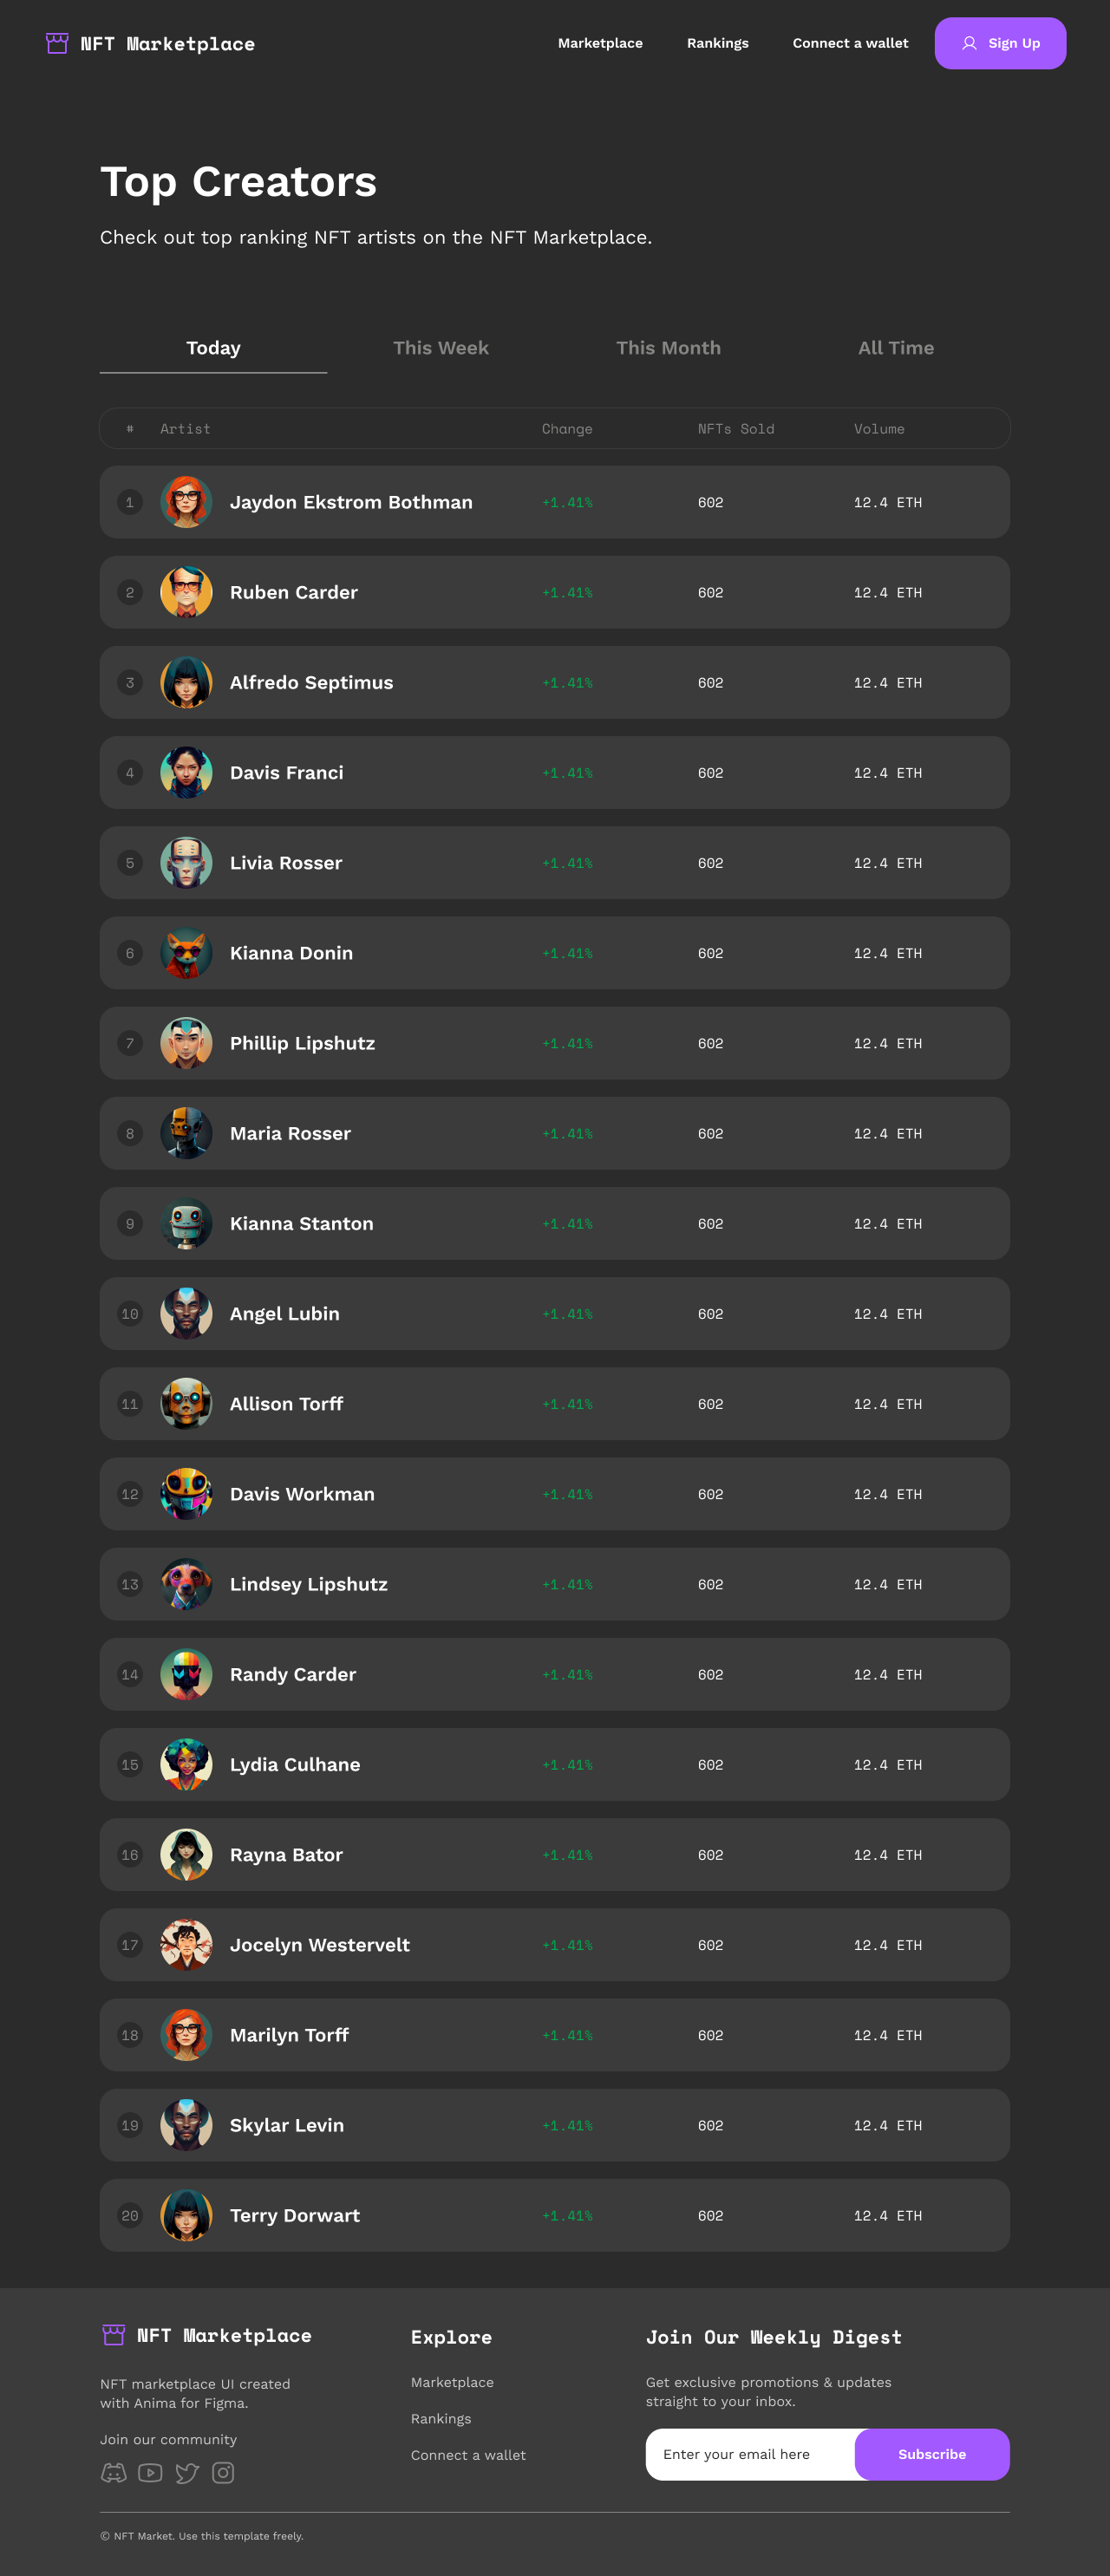 NFT Marketplace
Marketplace
Rankings
Connect a wallet
Sign Up
Top Creators
Check out top ranking NFT artists on the NFT Marketplace.
Today
This Week
This Month
All Time
# Artist Change NFTs Sold Volume
1 Jaydon Ekstrom Bothman +1.41% 602 12.4 ETH
2 Ruben Carder +1.41% 602 12.4 ETH
3 Alfredo Septimus +1.41% 602 12.4 ETH
4 Davis Franci +1.41% 602 12.4 ETH
5 Livia Rosser +1.41% 602 12.4 ETH
6 Kianna Donin +1.41% 602 12.4 ETH
7 Phillip Lipshutz +1.41% 602 12.4 ETH
8 Maria Rosser +1.41% 602 12.4 ETH
9 Kianna Stanton +1.41% 602 12.4 ETH
10 Angel Lubin +1.41% 602 12.4 ETH
11 Allison Torff +1.41% 602 12.4 ETH
12 Davis Workman +1.41% 602 12.4 ETH
13 Lindsey Lipshutz +1.41% 602 12.4 ETH
14 Randy Carder +1.41% 602 12.4 ETH
15 Lydia Culhane +1.41% 602 12.4 ETH
16 Rayna Bator +1.41% 602 12.4 ETH
17 Jocelyn Westervelt +1.41% 602 12.4 ETH
18 Marilyn Torff +1.41% 602 12.4 ETH
19 Skylar Levin +1.41% 602 12.4 ETH
20 Terry Dorwart +1.41% 602 12.4 ETH
NFT Marketplace
NFT marketplace UI created
with Anima for Figma.
Join our community
Explore
Marketplace
Rankings
Connect a wallet
Join Our Weekly Digest
Get exclusive promotions & updates
straight to your inbox.
Enter your email here
Subscribe
© NFT Market. Use this template freely.